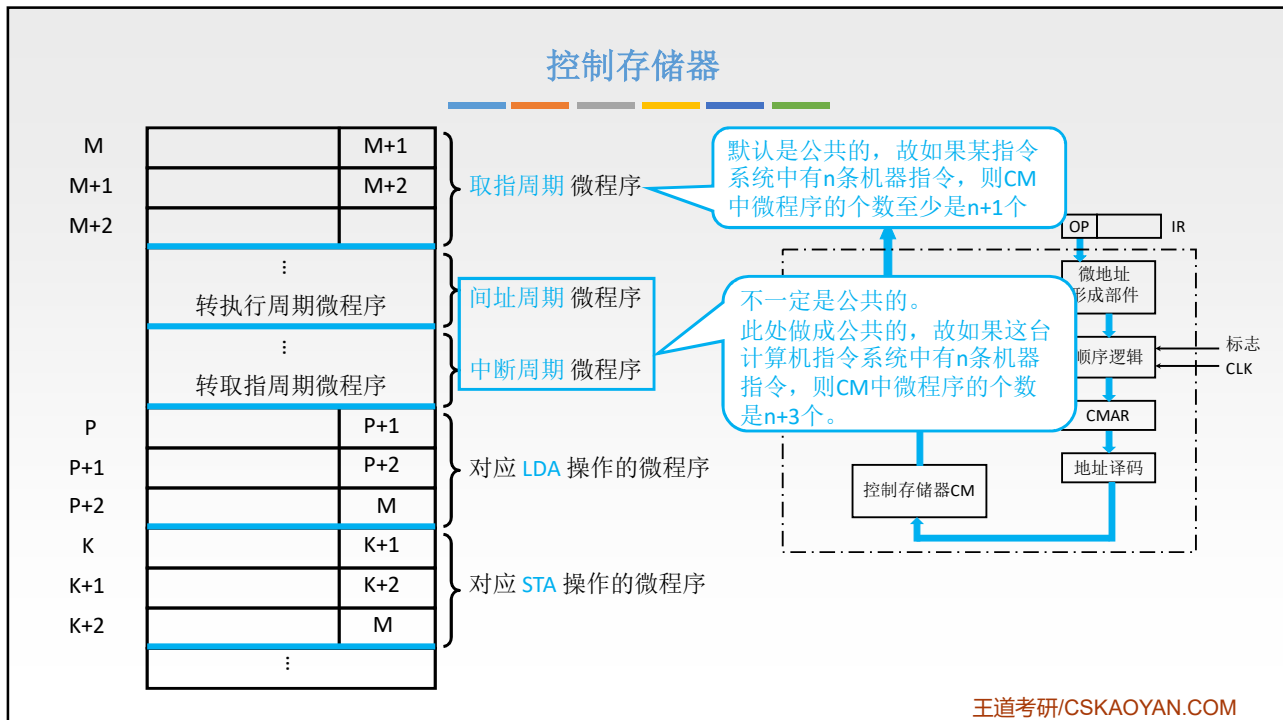 控制存储器
M
M+1
M+1
M+2
M+2
取指周期 微程序
默认是公共的，故如果某指令
系统中有n条机器指令，则CM
中微程序的个数至少是n+1个
⋮
转执行周期微程序
间址周期 微程序
⋮
转取指周期微程序
中断周期 微程序
不一定是公共的。
此处做成公共的，故如果这台
计算机指令系统中有n条机器
指令，则CM中微程序的个数
是n+3个。
P
P+1
P+1
P+2
P+2
M
对应 LDA 操作的微程序
K
K+1
K+1
K+2
K+2
M
对应 STA 操作的微程序
⋮
OP
IR
微地址
形成部件
顺序逻辑
标志
CLK
CMAR
地址译码
控制存储器CM
王道考研/CSKAOYAN.COM